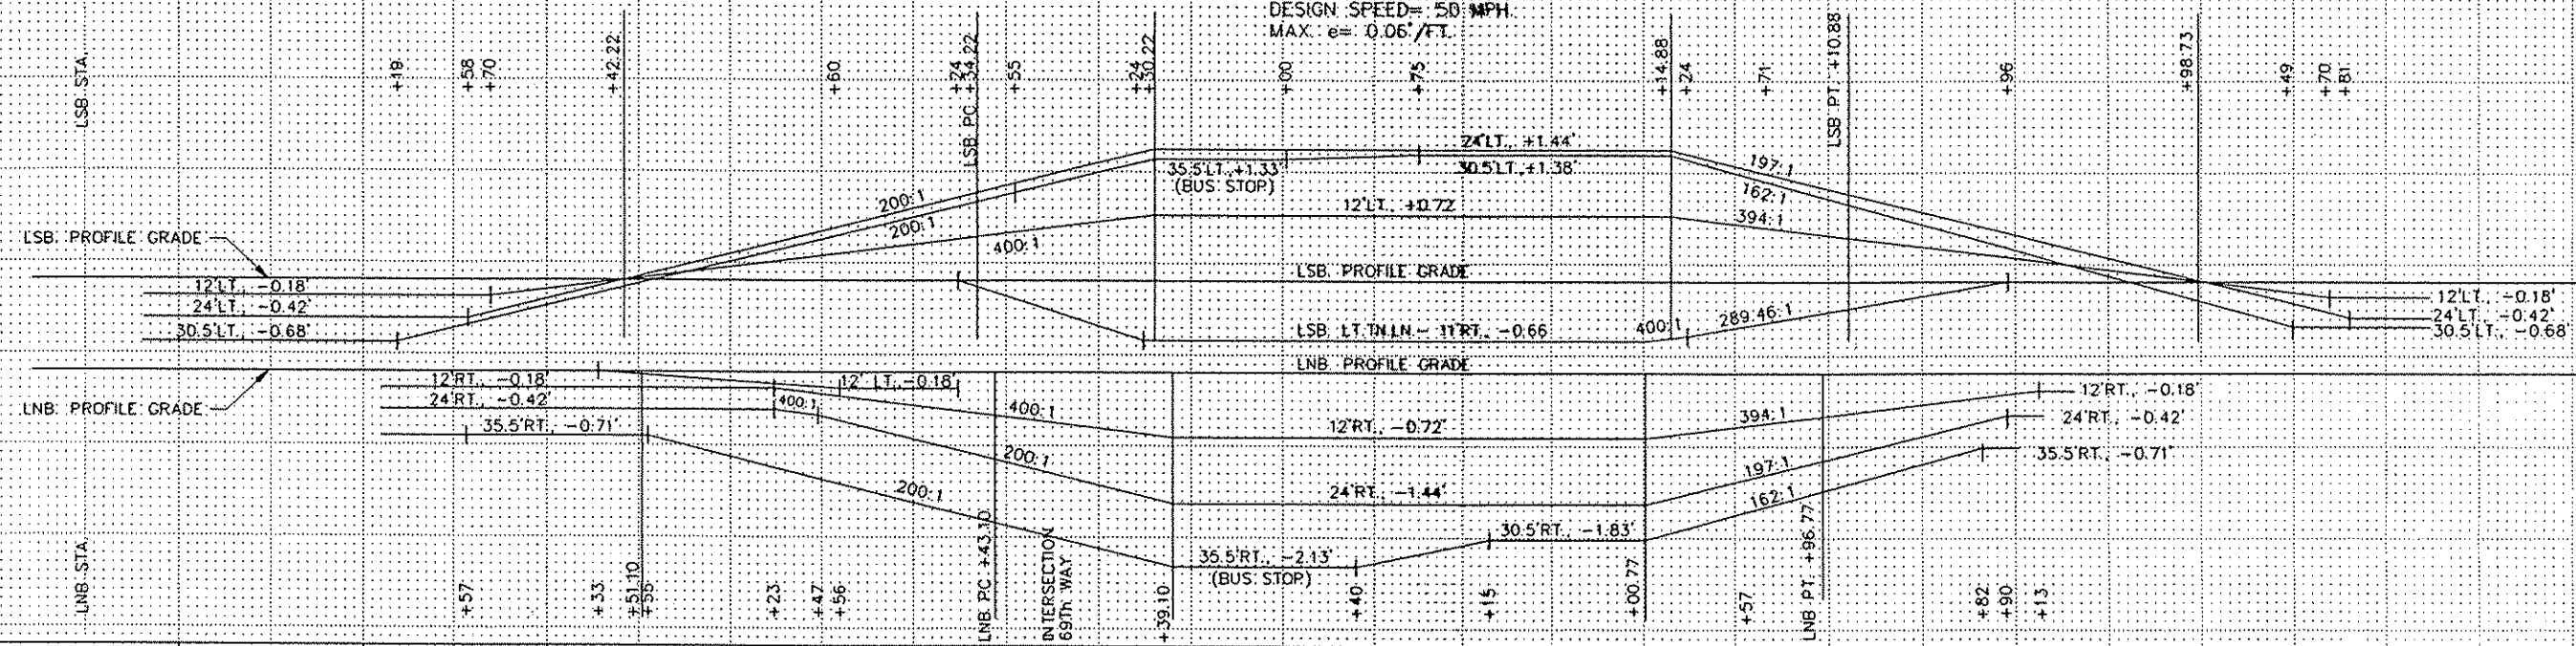 DESIGN SPEED= 50 MPH.
MAX. e= 0.06'/FT.
LSB STA.
+19
+58
+70
+42.22
+60
+24
LSB PC +34.22
+55
+24
+30.22
+00
+75
+14.88
+24
+71
LSB PT. +10.88
+96
+98.73
+49
+70
+81
24'LT., +1.44'
35.5'LT.,+1.33'
(BUS STOP)
30.5'LT.,+1.38'
197:1
162:1
200:1
200:1
12'LT., +0.72
394:1
400:1
LSB. PROFILE GRADE
LSB. PROFILE GRADE
12'LT., -0.18'
24'LT., -0.42'
30.5'LT., -0.68'
12'LT., -0.18'
24'LT., -0.42'
30.5'LT., -0.68'
LSB. LT.TN.LN.- 11'RT., -0.66
400:1
289.46:1
LNB. PROFILE GRADE
LNB. PROFILE GRADE
12'RT., -0.18'
12' LT.,-0.18'
24'RT., -0.42'
400:1
35.5'RT., -0.71'
400:1
12'RT., -0.72'
394:1
12'RT., -0.18'
24'RT., -0.42'
35.5'RT., -0.71'
200:1
200:1
24'RT., -1.44'
197:1
162:1
30.5'RT., -1.83'
35.5'RT., -2.13'
(BUS STOP)
LNB STA.
+57
+33
+51.10
+55
+23
+47
+56
LNB. PC +43.10
INTERSECTION
69Th WAY
+39.10
+40
+15
+00.77
+57
LNB PT. +96.77
+82
+90
+13